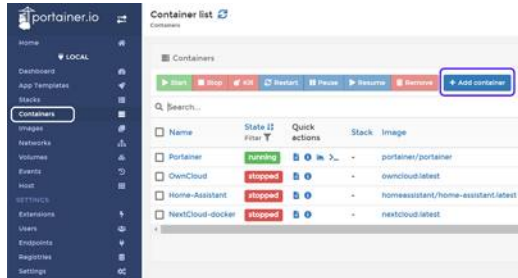 portainer.io
Home
LOCAL
Dashboard
App Templates
Stacks
Containers
Images
Networks
Volumes
Events
Host
SETTINGS
Extensions
Users
Endpoints
Registries
Settings
Container list
Containers
Containers
Start Stop Kill Restart Pause Resume Remove + Add container
Search...
Name State Filter Quick actions Stack Image
Portainer running - portainer/portainer
OwnCloud stopped - owncloud:latest
Home-Assistant stopped - homeassistant/home-assistant:latest
NextCloud-docker stopped - nextcloud:latest